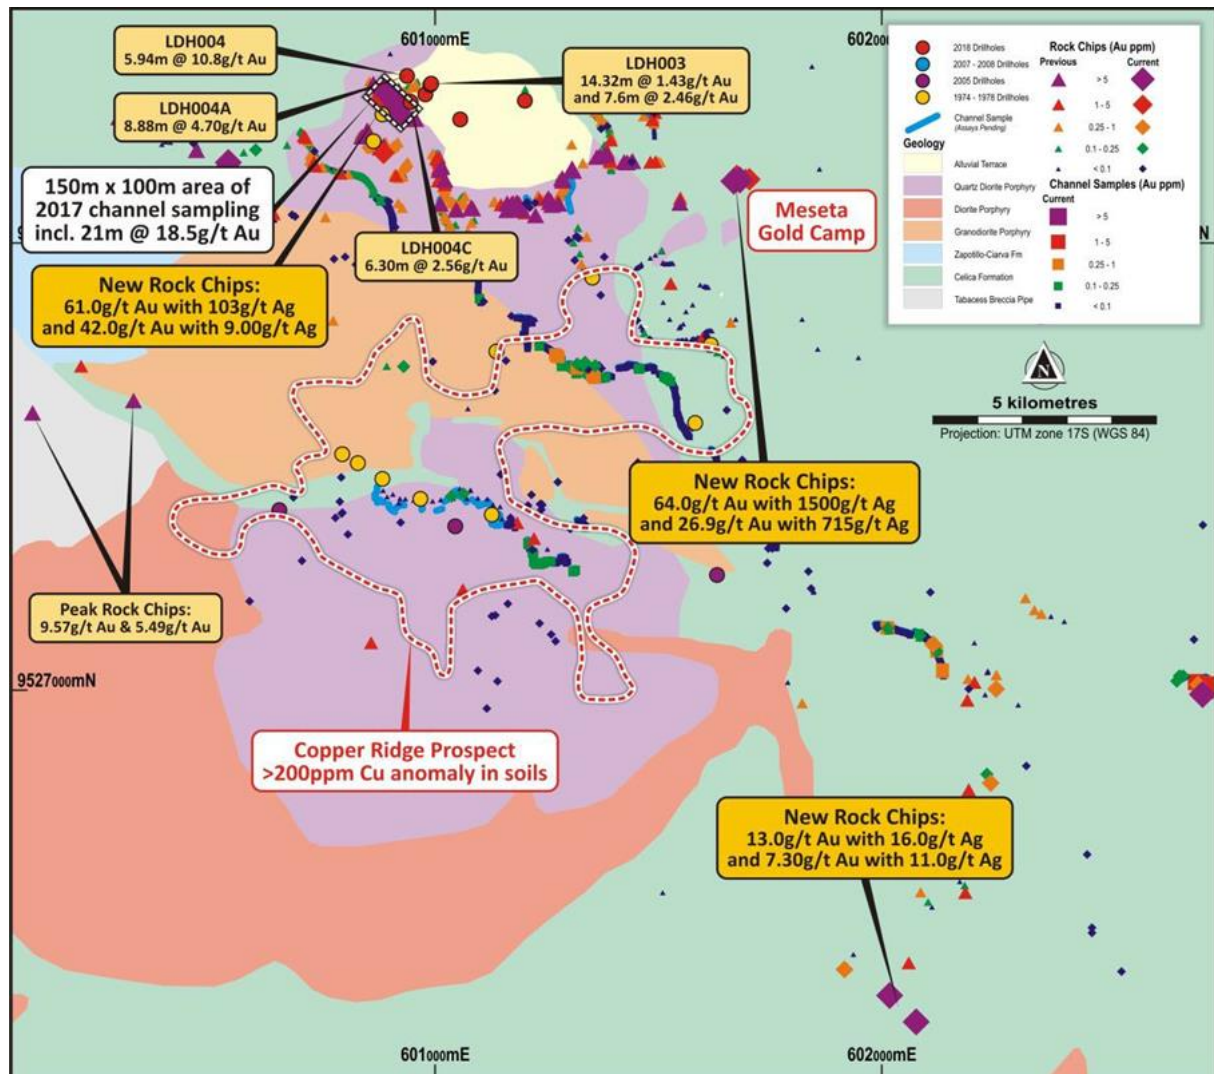 601000mE
602000
LDH004
5.94m @ 10.8g/t Au
LDH003
14.32m @ 1.43g/t Au
and 7.6m @ 2.46g/t Au
LDH004A
8.88m @ 4.70g/t Au
150m x 100m area of
2017 channel sampling
incl. 21m @ 18.5g/t Au
LDH004C
6.30m @ 2.56g/t Au
Meseta
Gold Camp
New Rock Chips:
61.0g/t Au with 103g/t Ag
and 42.0g/t Au with 9.00g/t Ag
2018 Drillholes
2007 - 2008 Drillholes
2005 Drillholes
1974 - 1978 Drillholes
Channel Sample
(Assays Pending)
Geology
Alluvial Terrace
Quartz Diorite Porphyry
Diorite Porphyry
Granodiorite Porphyry
Zapotillo-Ciarva Fm
Celica Formation
Tabacess Breccia Pipe
Rock Chips (Au ppm)
Previous
Current
> 5
1 - 5
0.25 - 1
0.1 - 0.25
< 0.1
Channel Samples (Au ppm)
Current
> 5
1 - 5
0.25 - 1
0.1 - 0.25
< 0.1
N
N
5 kilometres
Projection: UTM zone 17S (WGS 84)
New Rock Chips:
64.0g/t Au with 1500g/t Ag
and 26.9g/t Au with 715g/t Ag
Peak Rock Chips:
9.57g/t Au & 5.49g/t Au
9527000mN
Copper Ridge Prospect
>200ppm Cu anomaly in soils
New Rock Chips:
13.0g/t Au with 16.0g/t Ag
and 7.30g/t Au with 11.0g/t Ag
601000mE
602000mE